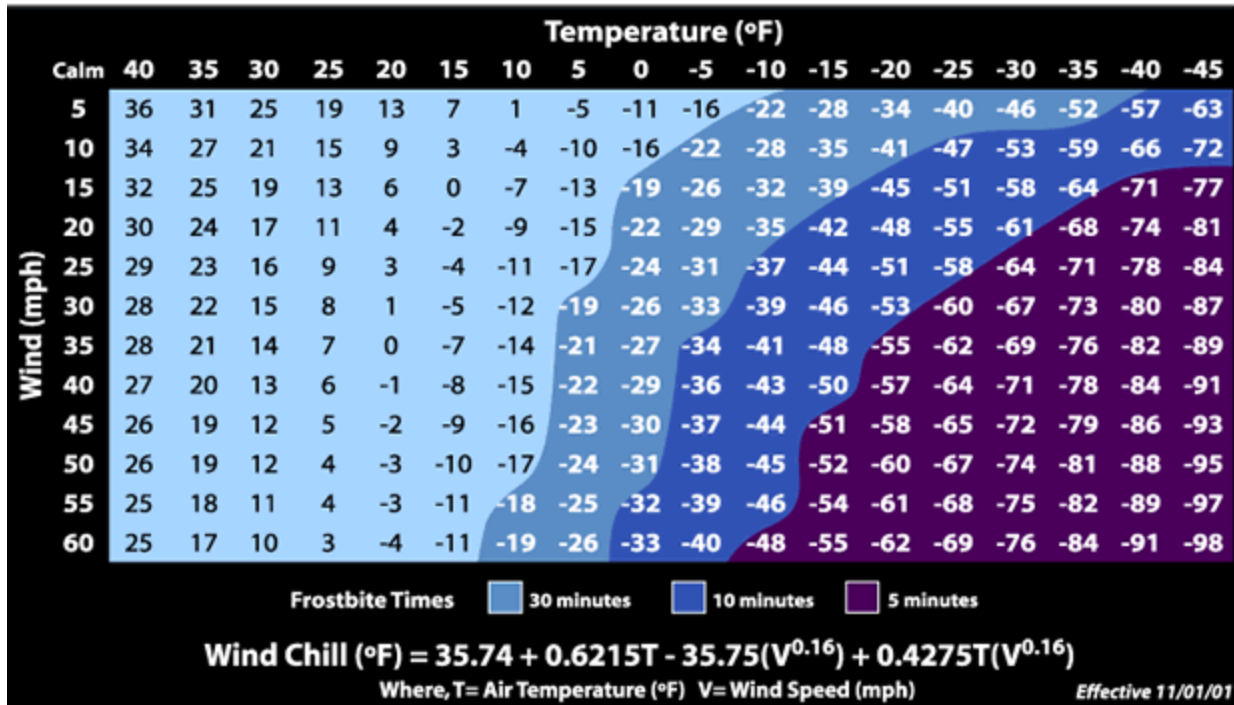 Temperature (ºF)
Calm 40 35 30 25 20 15 10 5 0 -5 -10 -15 -20 -25 -30 -35 -40 -45
5 36 31 25 19 13 7 1 -5 -11 -16 -22 -28 -34 -40 -46 -52 -57 -63
10 34 27 21 15 9 3 -4 -10 -16 -22 -28 -35 -41 -47 -53 -59 -66 -72
15 32 25 19 13 6 0 -7 -13 -19 -26 -32 -39 -45 -51 -58 -64 -71 -77
20 30 24 17 11 4 -2 -9 -15 -22 -29 -35 -42 -48 -55 -61 -68 -74 -81
25 29 23 16 9 3 -4 -11 -17 -24 -31 -37 -44 -51 -58 -64 -71 -78 -84
30 28 22 15 8 1 -5 -12 -19 -26 -33 -39 -46 -53 -60 -67 -73 -80 -87
35 28 21 14 7 0 -7 -14 -21 -27 -34 -41 -48 -55 -62 -69 -76 -82 -89
40 27 20 13 6 -1 -8 -15 -22 -29 -36 -43 -50 -57 -64 -71 -78 -84 -91
45 26 19 12 5 -2 -9 -16 -23 -30 -37 -44 -51 -58 -65 -72 -79 -86 -93
50 26 19 12 4 -3 -10 -17 -24 -31 -38 -45 -52 -60 -67 -74 -81 -88 -95
55 25 18 11 4 -3 -11 -18 -25 -32 -39 -46 -54 -61 -68 -75 -82 -89 -97
60 25 17 10 3 -4 -11 -19 -26 -33 -40 -48 -55 -62 -69 -76 -84 -91 -98
Wind (mph)
Frostbite Times 30 minutes 10 minutes 5 minutes
Wind Chill (ºF) = 35.74 + 0.6215T - 35.75(V^0.16) + 0.4275T(V^0.16)
Where, T= Air Temperature (ºF) V= Wind Speed (mph) Effective 11/01/01